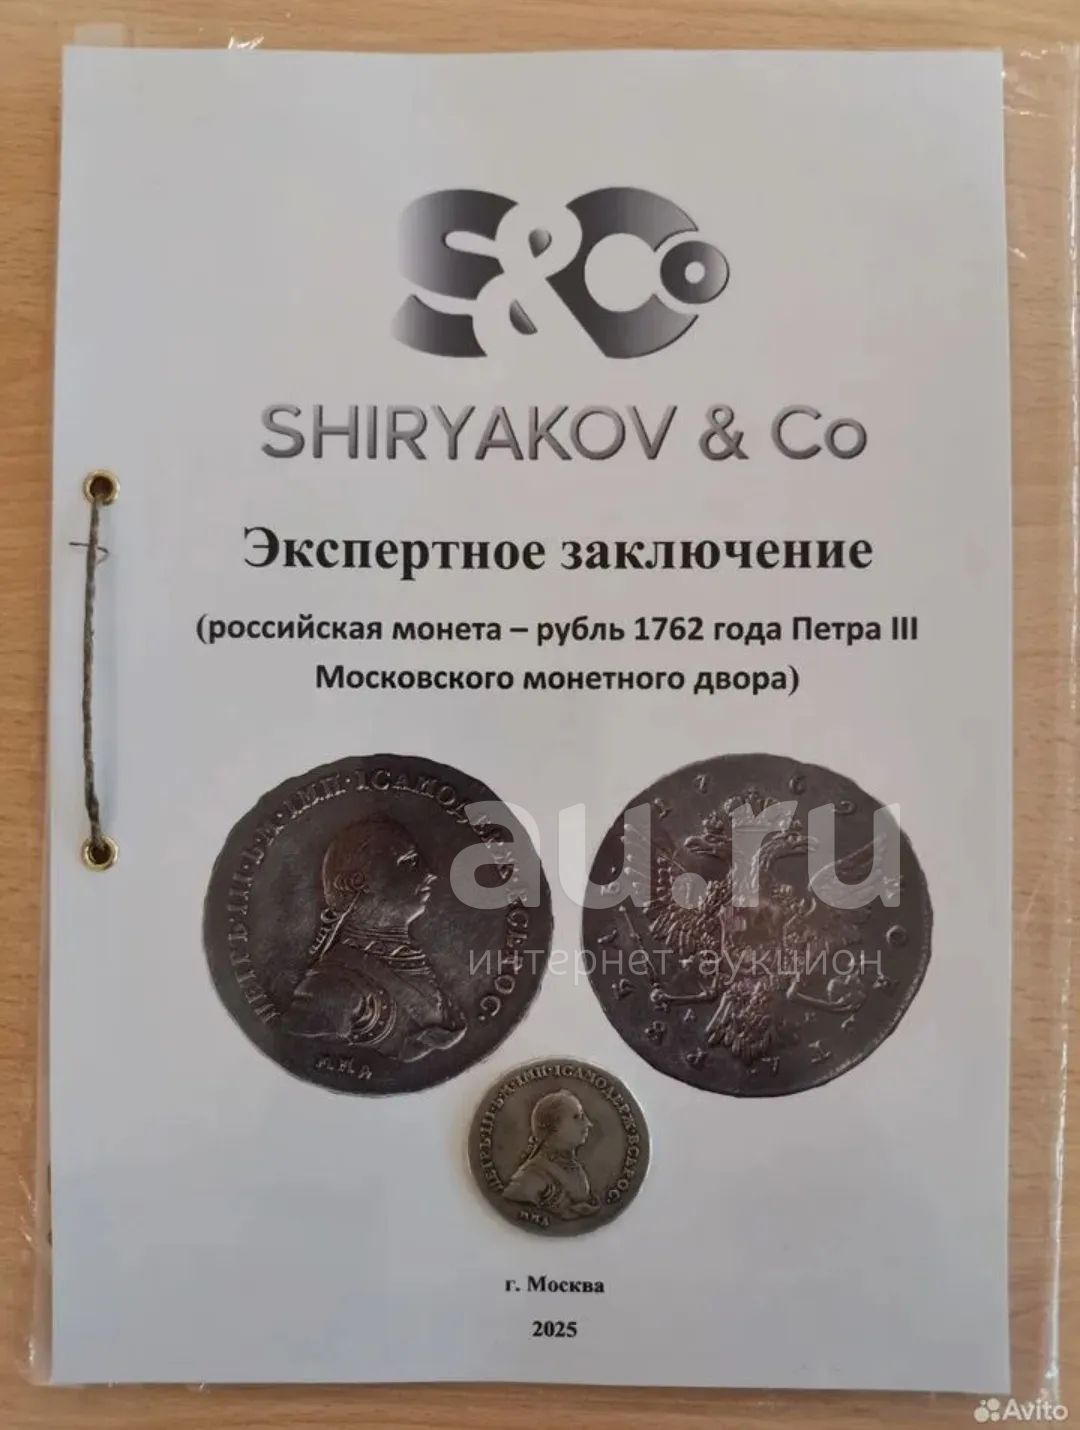 S&Co
SHIRYAKOV & Co
Экспертное заключение
(российская монета – рубль 1762 года Петра III
Московского монетного двора)
au.ru
интернет-аукцион
г. Москва
2025
Avito